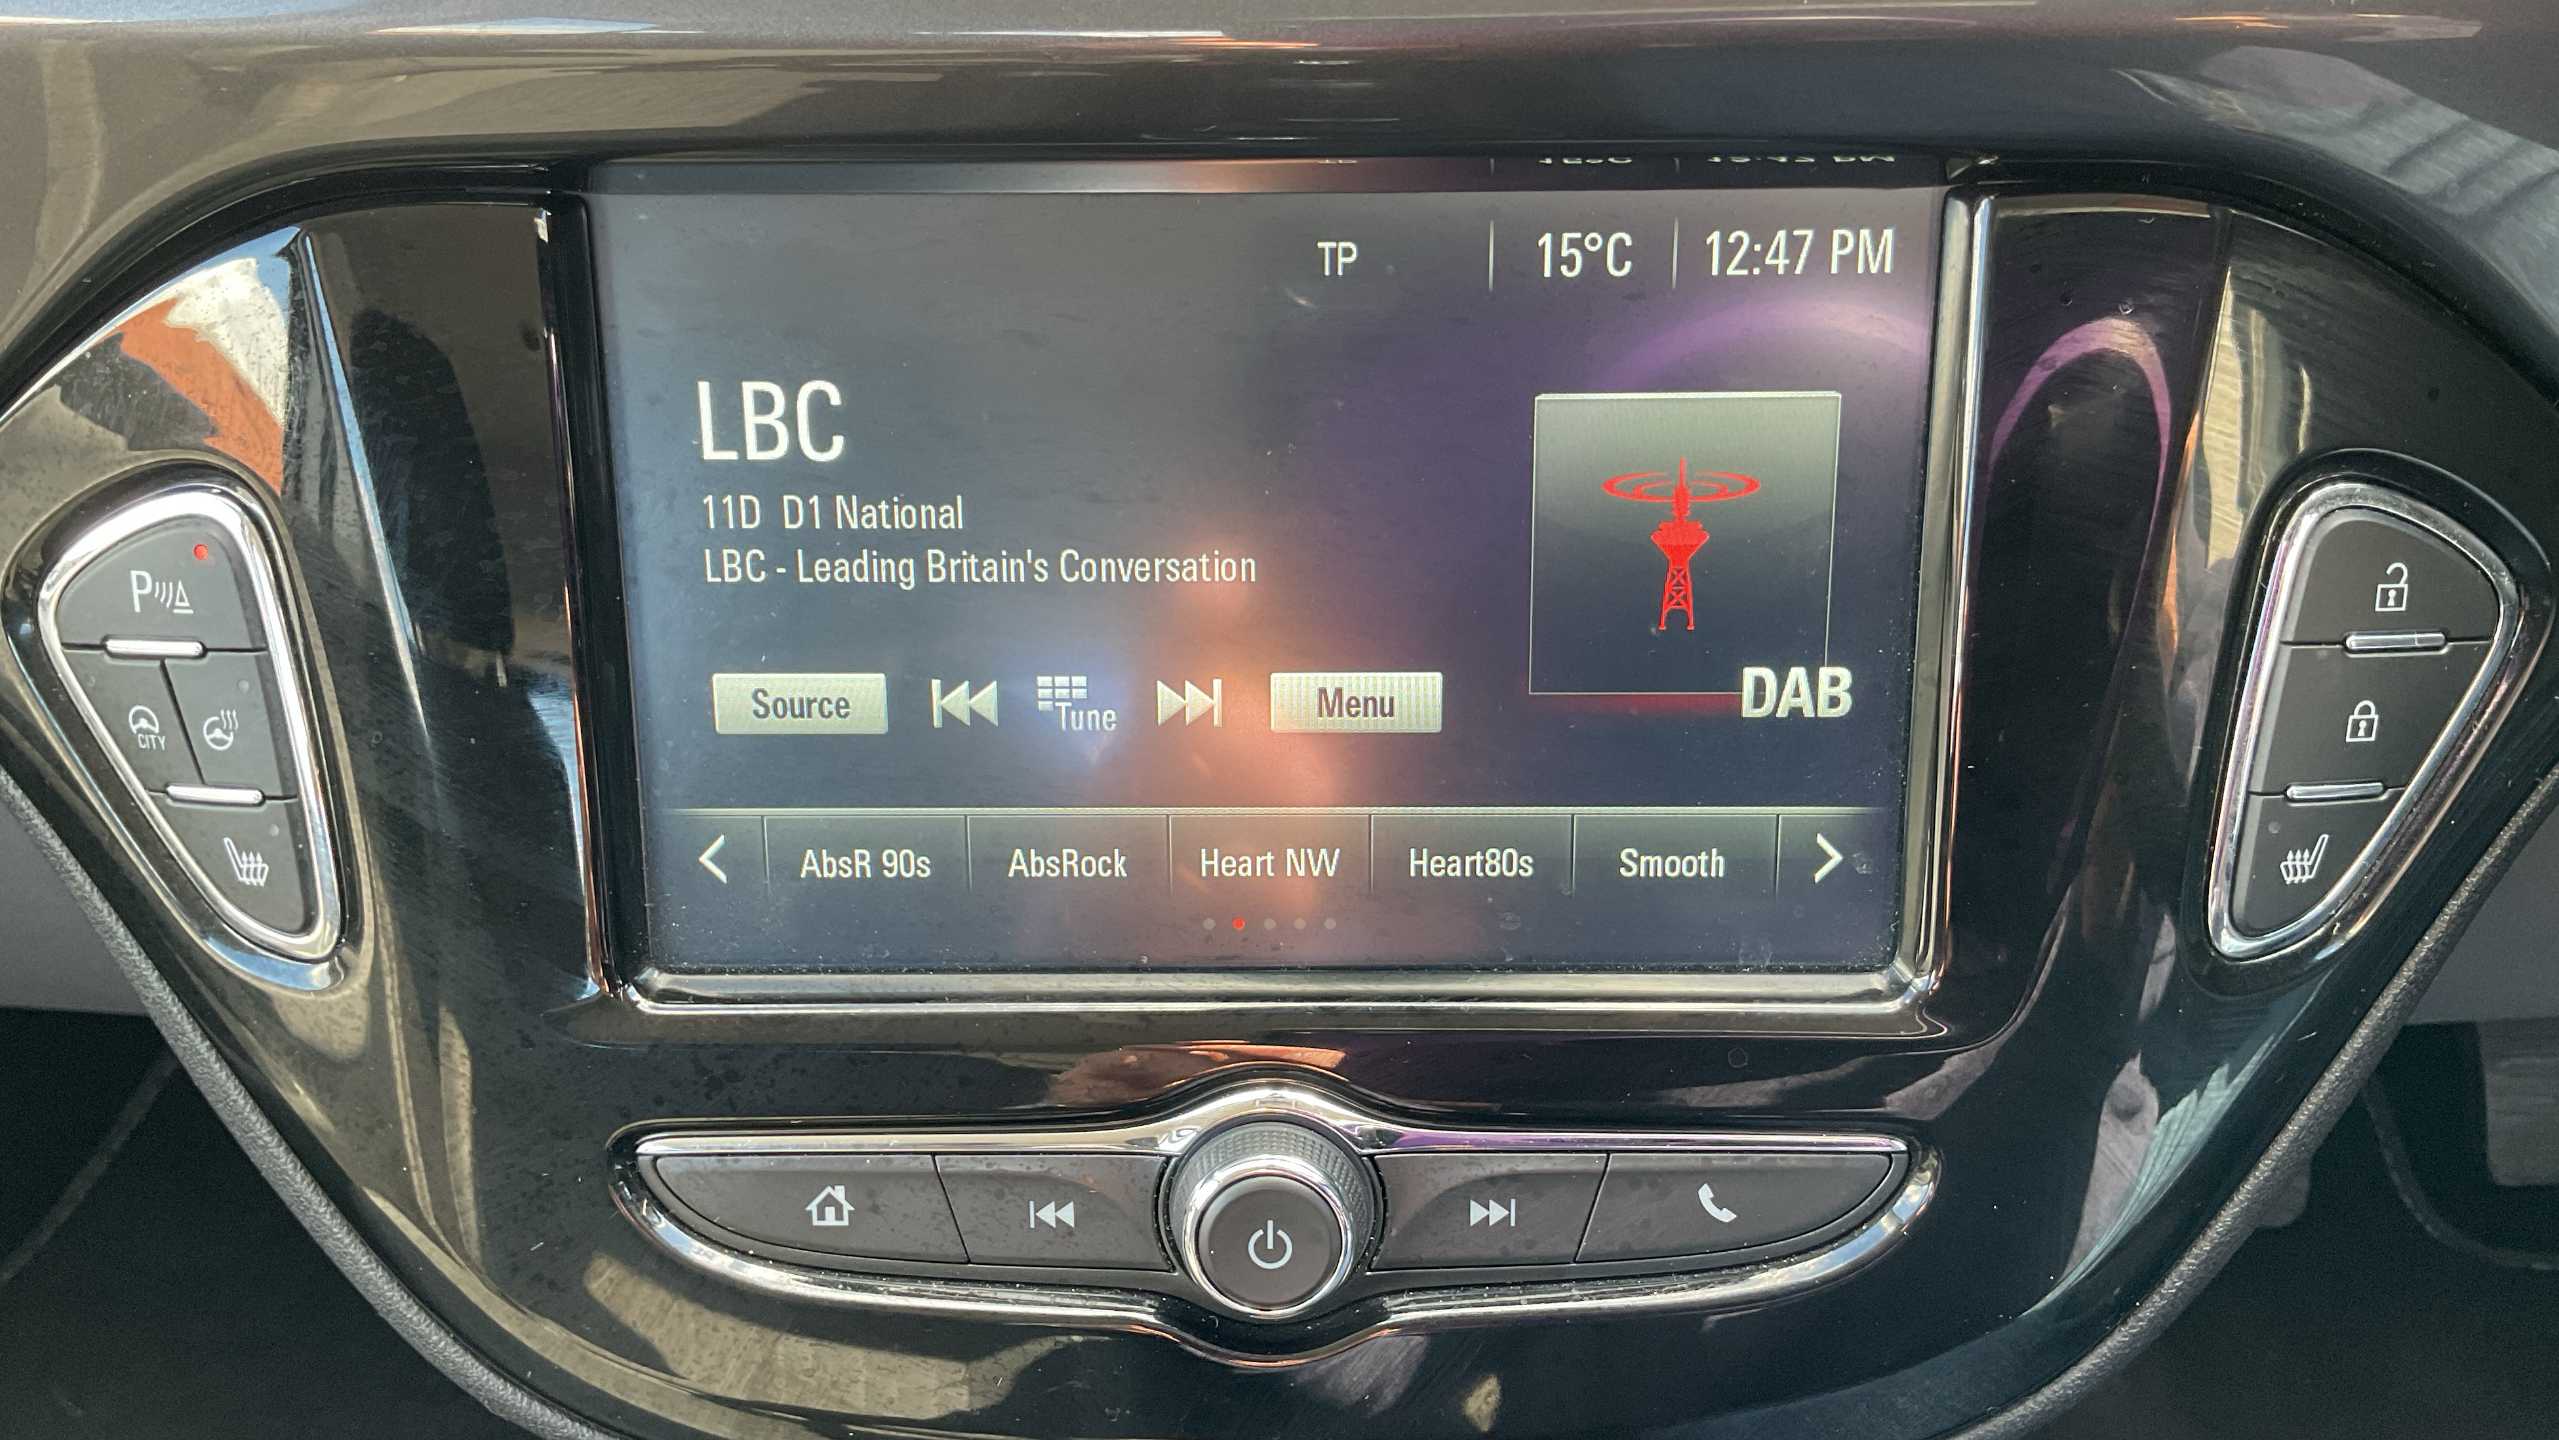 TP 15°C 12:47 PM
LBC
11D D1 National
LBC - Leading Britain's Conversation
Source Tune Menu
DAB
AbsR 90s AbsRock Heart NW Heart80s Smooth
P
CITY